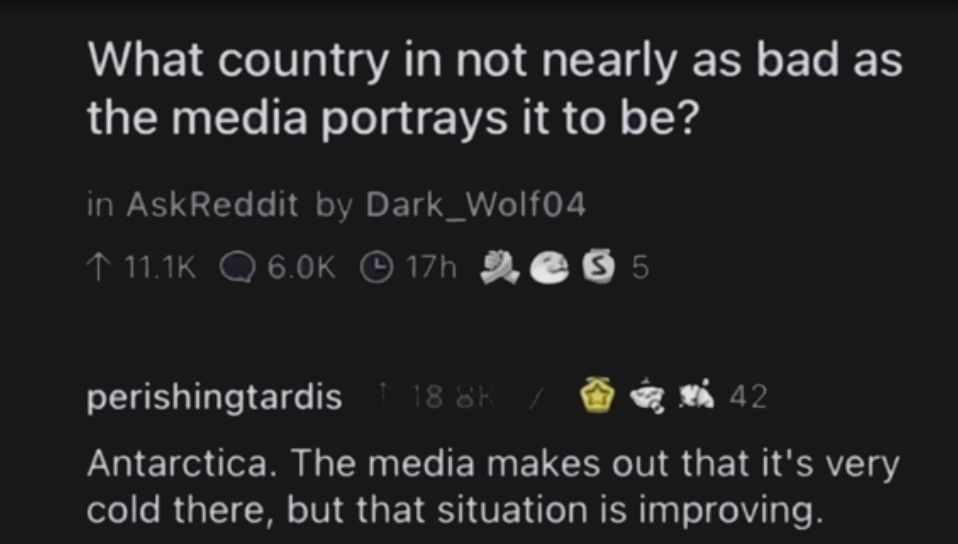 What country in not nearly as bad as
the media portrays it to be?
in AskReddit by Dark_Wolf04
11.1K 6.0K 17h S 5
perishingtardis 18.8K 42
Antarctica. The media makes out that it's very
cold there, but that situation is improving.